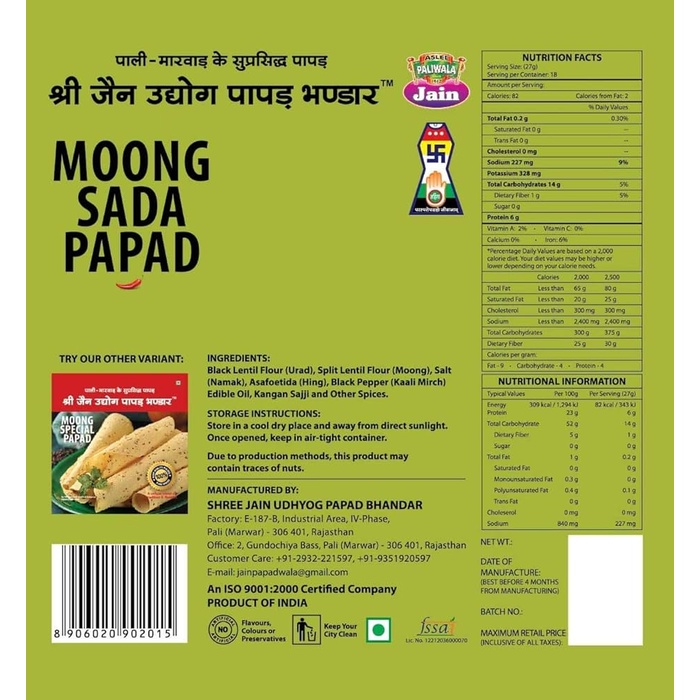 पाली-मारवाड़ के सुप्रसिद्ध पापड़
श्री जैन उद्योग पापड़ भण्डार™
ASLEE
PALIWALA
Jain
MOONG
SADA
PAPAD
TRY OUR OTHER VARIANT:
पाली-मारवाड़ के सुप्रसिद्ध पापड़
श्री जैन उद्योग पापड़ भण्डार™
MOONG
SPECIAL
PAPAD
100%
8 906020 902015
INGREDIENTS:
Black Lentil Flour (Urad), Split Lentil Flour (Moong), Salt
(Namak), Asafoetida (Hing), Black Pepper (Kaali Mirch)
Edible Oil, Kangan Sajji and Other Spices.
STORAGE INSTRUCTIONS:
Store in a cool dry place and away from direct sunlight.
Once opened, keep in air-tight container.
Due to production methods, this product may
contain traces of nuts.
MANUFACTURED BY:
SHREE JAIN UDHYOG PAPAD BHANDAR
Factory: E-187-B, Industrial Area, IV-Phase,
Pali (Marwar) - 306 401, Rajasthan
Office: 2, Gundochiya Bass, Pali (Marwar) - 306 401, Rajasthan
Customer Care: +91-2932-221597, +91-9351920597
E-mail: jainpapadwala@gmail.com
An ISO 9001:2000 Certified Company
PRODUCT OF INDIA
ARTIFICIAL
NO
ARTIFICIAL
Flavours,
Colours or
Preservatives
Keep Your
City Clean
fssai
Lic. No. 12212036000070
NUTRITION FACTS
Serving Size: (27g)
Serving per Container: 18
Amount per Serving:
Calories: 82 Calories from Fat: 2
% Daily Values
Total Fat 0.2 g 0.30%
Saturated Fat 0 g --
Trans Fat 0 g --
Cholesterol 0 mg --
Sodium 227 mg 9%
Potassium 328 mg
Total Carbohydrates 14 g 5%
Dietary Fiber 1 g 5%
Sugar 0 g
Protein 6 g
Vitamin A: 2% - Vitamin C: 0%
Calcium 0% - Iron: 6%
*Percentage Daily Values are based on a 2,000
calorie diet. Your diet values may be higher or
lower depending on your calorie needs.
Calories 2,000 2,500
Total Fat Less than 65 g 80 g
Saturated Fat Less than 20 g 25 g
Cholesterol Less than 300 mg 300 mg
Sodium Less than 2,400 mg 2,400 mg
Total Carbohydrates 300 g 375 g
Dietary Fiber 25 g 30 g
Calories per gram:
Fat - 9 - Carbohydrate - 4 - Protein - 4
NUTRITIONAL INFORMATION
Typical Values Per 100g Per Serving (27g)
Energy 309 kcal / 1,294 kJ 82 kcal / 343 kJ
Protein 23 g 6 g
Total Carbohydrate 52 g 14 g
Dietary Fiber 5 g 1 g
Sugar 0 g 0 g
Total Fat 1 g 0.2 g
Saturated Fat 0 g 0 g
Monounsaturated Fat 0.3 g 0 g
Polyunsaturated Fat 0.4 g 0.1 g
Trans Fat 0 g 0 g
Choleserol 0 mg 0 mg
Sodium 840 mg 227 mg
NET WT.:
DATE OF
MANUFACTURE:
(BEST BEFORE 4 MONTHS
FROM MANUFACTURING)
BATCH NO.:
MAXIMUM RETAIL PRICE
(INCLUSIVE OF ALL TAXES):